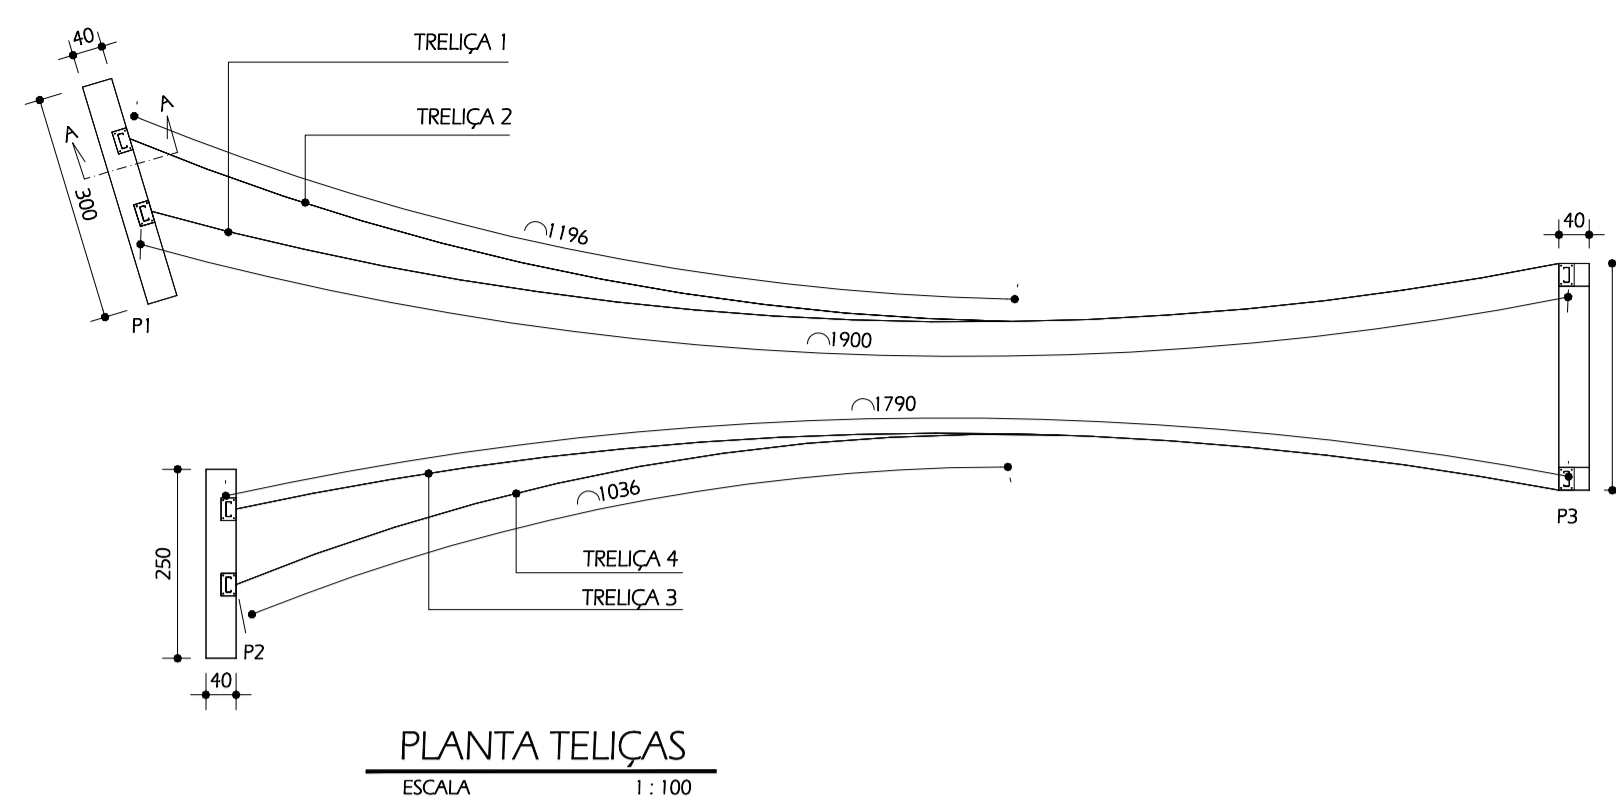 40
TRELIÇA 1
TRELIÇA 2
A
A
300
1196
40
P1
1900
1790
1036
250
TRELIÇA 4
TRELIÇA 3
P3
P2
40
PLANTA TELIÇAS
ESCALA 1 : 100